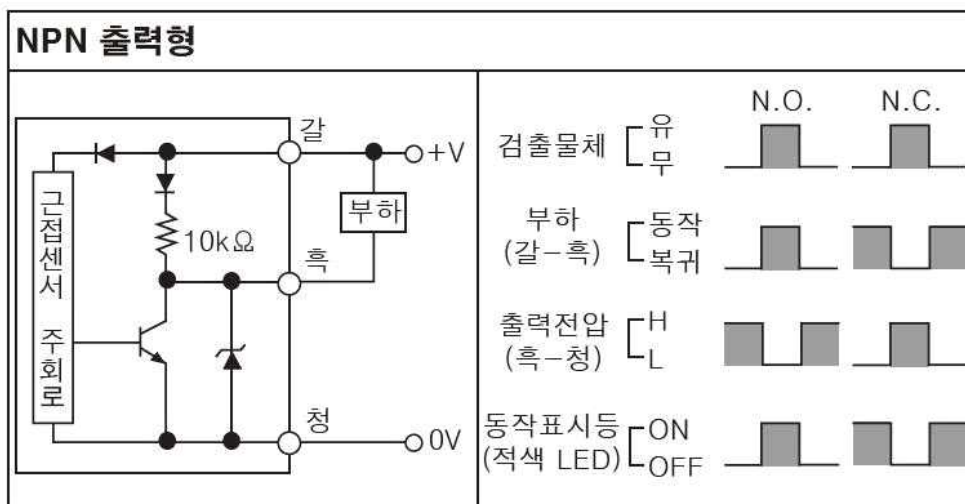 NPN 출력형
갈
+V
부하
10kΩ
흑
근접센서 주회로
청
0V
N.O. N.C.
검출물체 유
무
부하 동작
(갈-흑) 복귀
출력전압 H
(흑-청) L
동작표시등 ON
(적색 LED) OFF